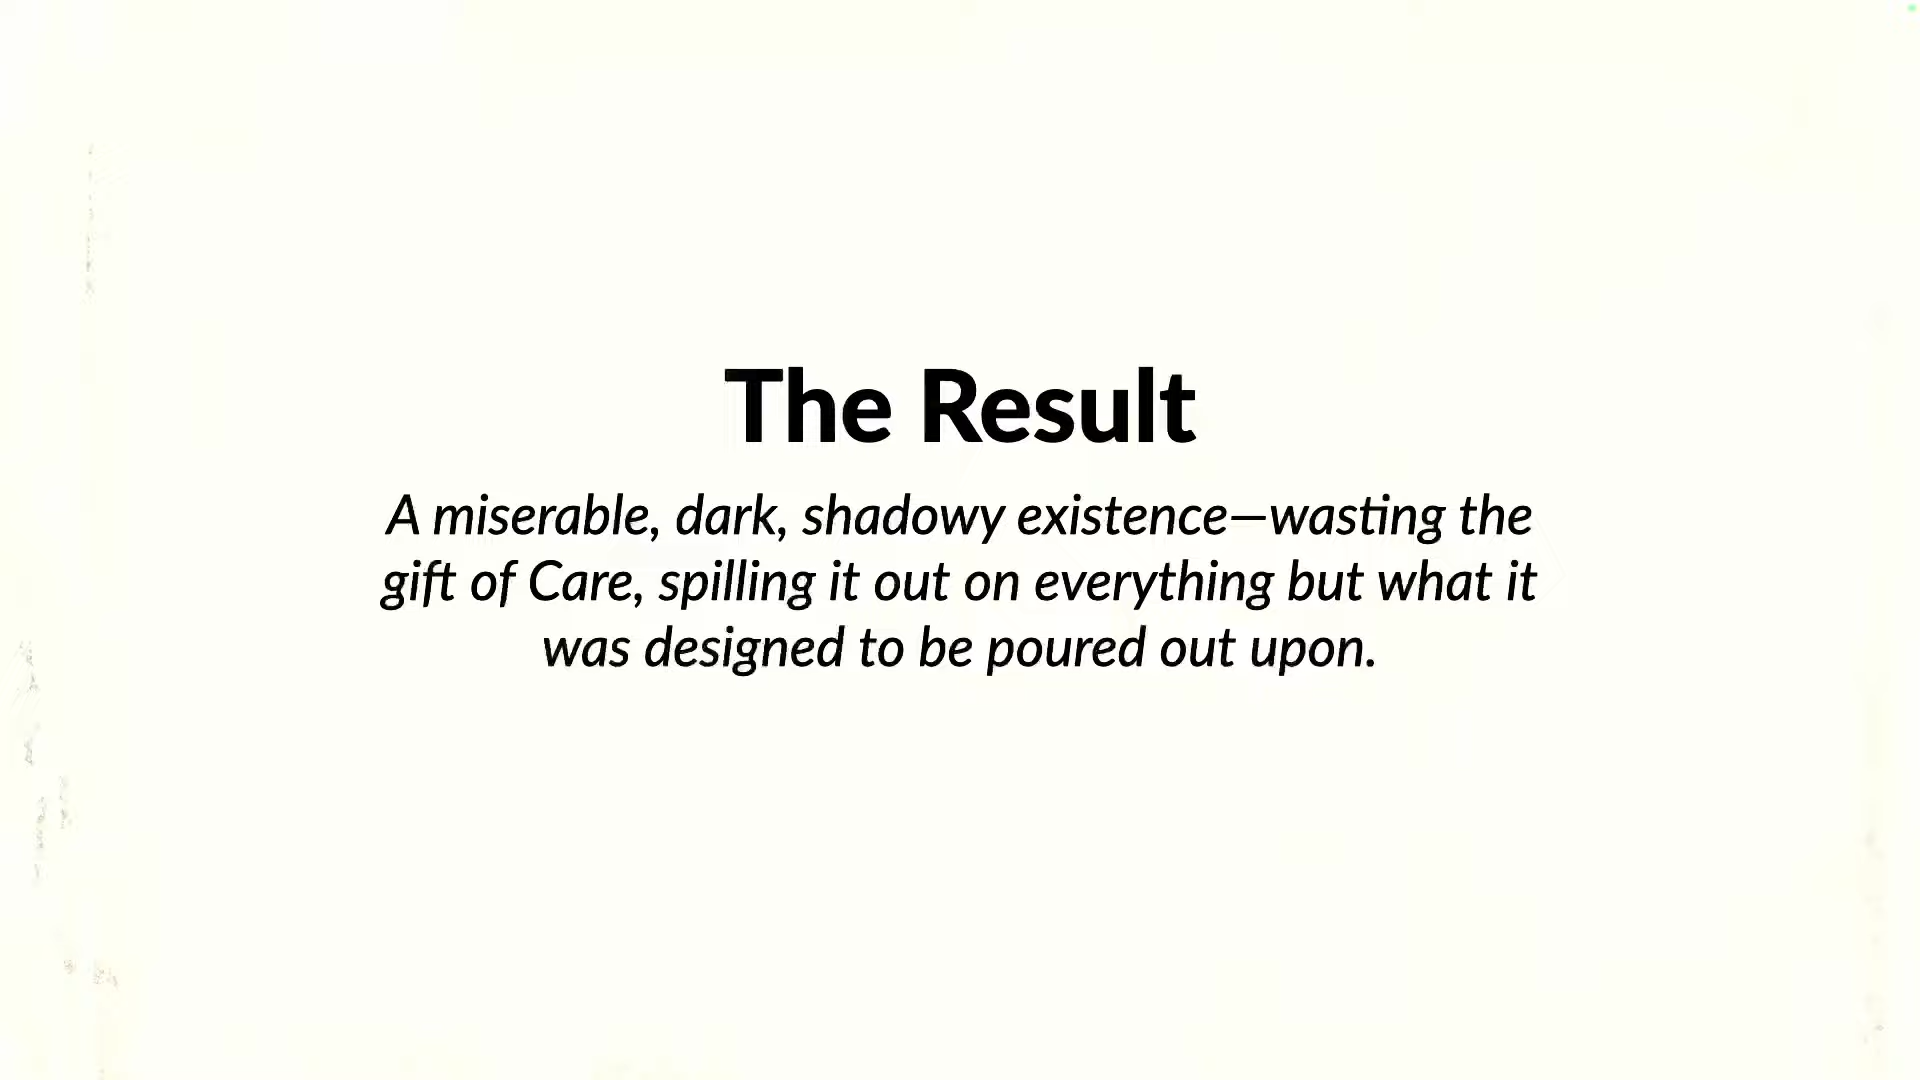 The Result
A miserable, dark, shadowy existence—wasting the
gift of Care, spilling it out on everything but what it
was designed to be poured out upon.